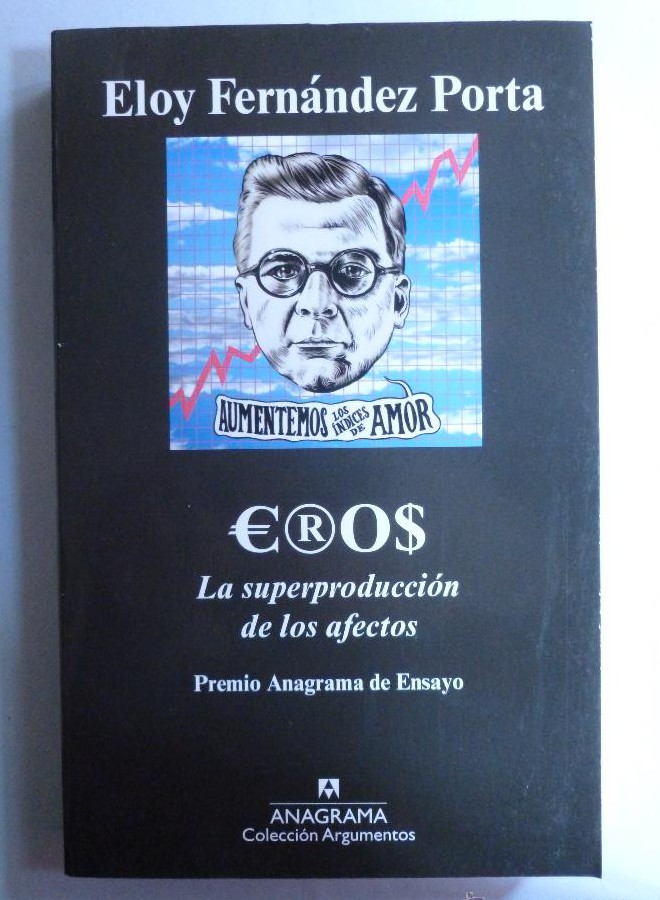 Eloy Fernández Porta
AUMENTEMOS LOS ÍNDICES DE AMOR
€®O$
La superproducción
de los afectos
Premio Anagrama de Ensayo
ANAGRAMA
Colección Argumentos